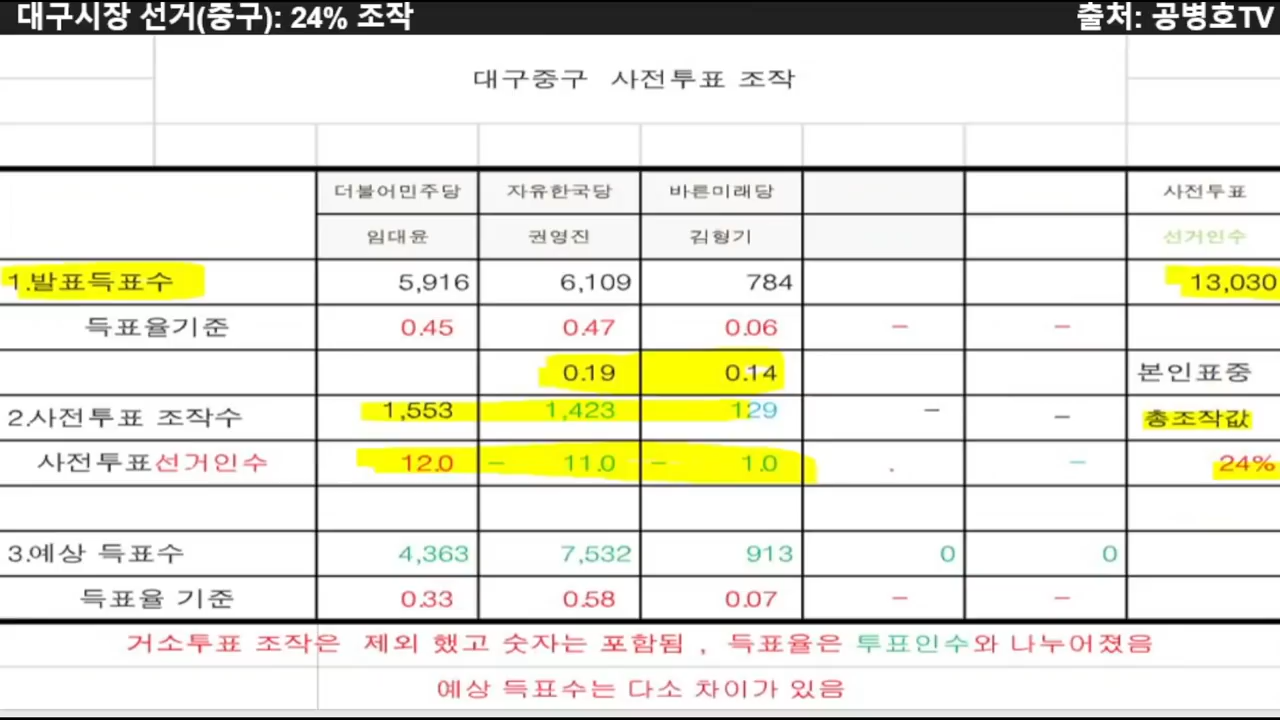 대구시장 선거(중구): 24% 조작 출처: 공병호TV
대구중구 사전투표 조작
더불어민주당 자유한국당 바른미래당 사전투표
임대윤 권영진 김형기 선거인수
1.발표득표수 5,916 6,109 784 13,030
득표율기준 0.45 0.47 0.06 – –
0.19 0.14 본인표중
2.사전투표 조작수 1,553 1,423 129 – – 총조작값
사전투표선거인수 12.0 – 11.0 – 1.0 . – 24%
3.예상 득표수 4,363 7,532 913 0 0
득표율 기준 0.33 0.58 0.07 – –
거소투표 조작은 제외 했고 숫자는 포함됨 , 득표율은 투표인수와 나누어졌음
예상 득표수는 다소 차이가 있음